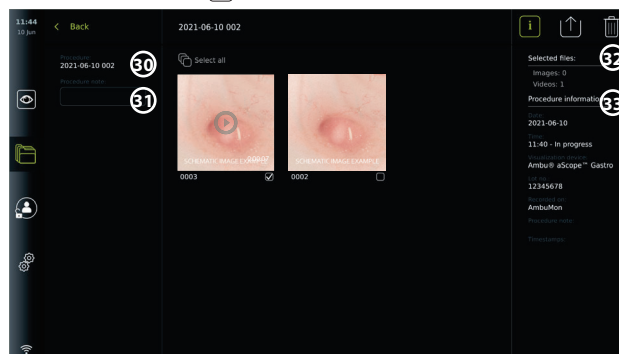 11:44
10 Jun
Back
2021-06-10 002
Procedure:
2021-06-10 002
30
Procedure note:
31
Select all
SCHEMATIC IMAGE EXAMPLE
0003
SCHEMATIC IMAGE EXAMPLE
0002
i
Selected files:
32
Images: 0
Videos: 1
Procedure information
33
Date:
2021-06-10
Time:
11:40 - In progress
Visualization device:
Ambu® aScope™ Gastro
Lot no:
12345678
Recorded on:
AmbuMon
Procedure note:
Timestamps: